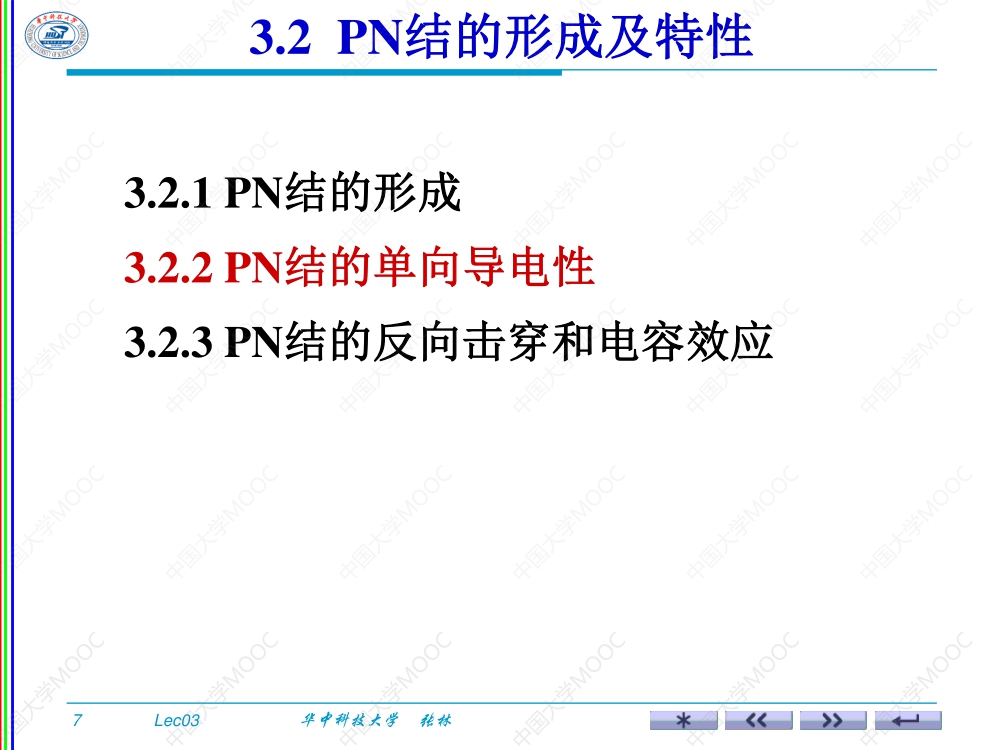 3.2 PN结的形成及特性
3.2.1 PN结的形成
3.2.2 PN结的单向导电性
3.2.3 PN结的反向击穿和电容效应
7 Lec03 华中科技大学 张林
中国大学MOOC